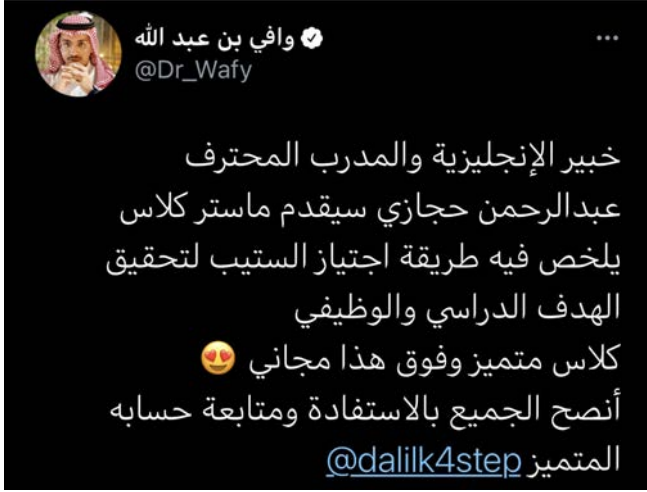 وافي بن عبد الله
@Dr_Wafy
خبير الإنجليزية والمدرب المحترف
عبدالرحمن حجازي سيقدم ماستر كلاس
يلخص فيه طريقة اجتياز الستيب لتحقيق
الهدف الدراسي والوظيفي
كلاس متميز وفوق هذا مجاني 😍
أنصح الجميع بالاستفادة ومتابعة حسابه
المتميز @dalilk4step